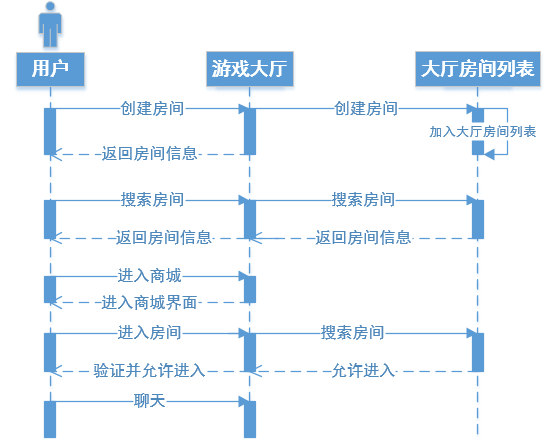 用户
游戏大厅
大厅房间列表
创建房间
创建房间
加入大厅房间列表
返回房间信息
搜索房间
搜索房间
返回房间信息
返回房间信息
进入商城
进入商城界面
进入房间
搜索房间
验证并允许进入
允许进入
聊天